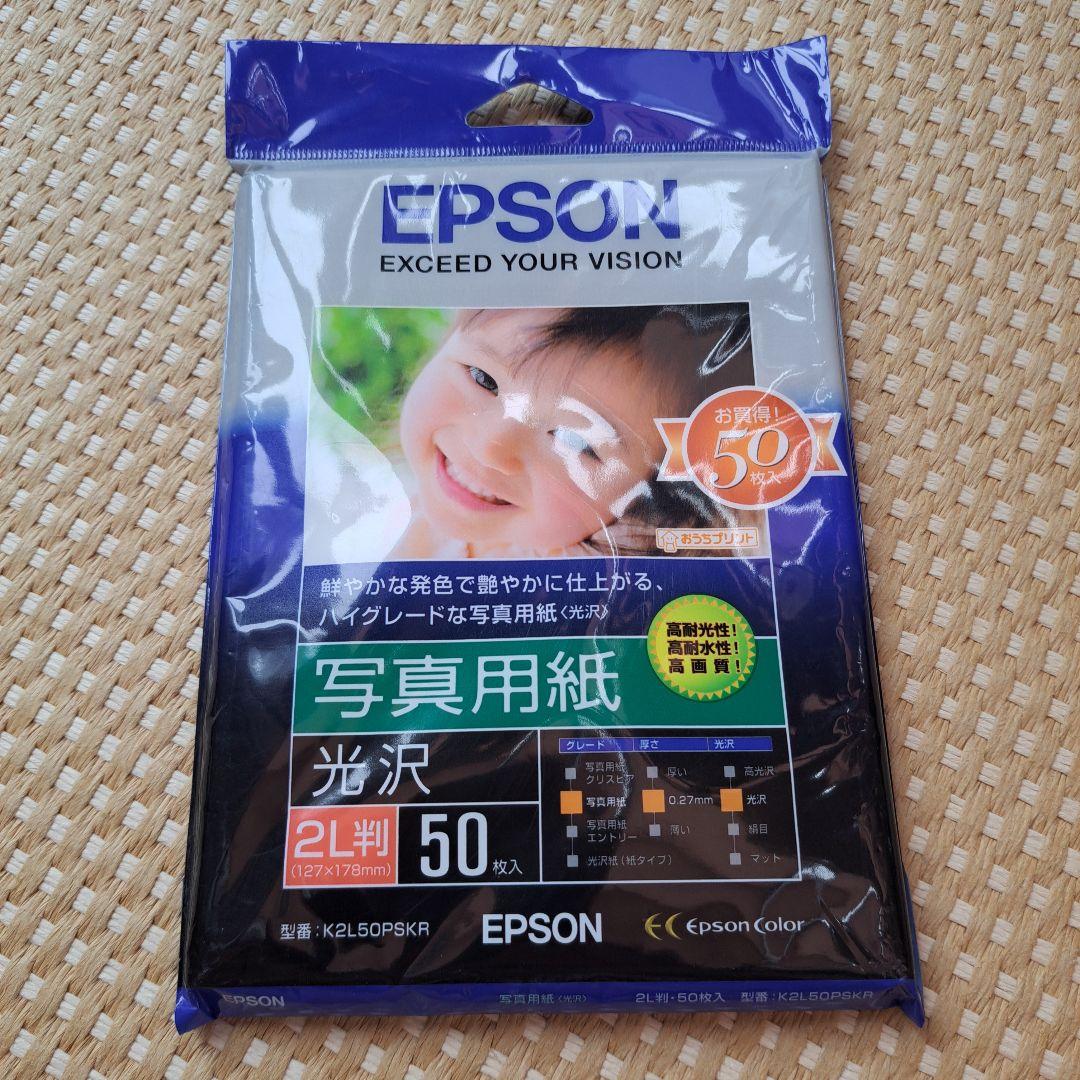 EPSON
EXCEED YOUR VISION
お買得!
50
枚入
おうちプリント
鮮やかな発色で艶やかに仕上がる、
ハイグレードな写真用紙〈光沢〉
高耐光性!
高耐水性!
高画質!
写真用紙
光沢
2L判
(127×178mm)
50枚入
グレード 厚さ 光沢
写真用紙
クリスピア 厚い 高光沢
写真用紙 0.27mm 光沢
写真用紙
エントリー 薄い 絹目
光沢紙(紙タイプ) マット
型番:K2L50PSKR EPSON EPSON Color
EPSON 写真用紙〈光沢〉 2L判・50枚入 型番:K2L50PSKR